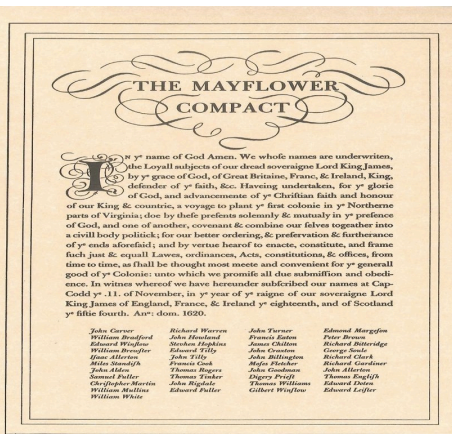 THE MAYFLOWER
COMPACT
IN yᵉ name of God Amen. We whoſe names are underwriten,
the Loyall subjects of our dread soveraigne Lord King James,
by yᵉ grace of God, of Great Britaine, Franc, & Ireland, King,
defender of yᵉ faith, &c. Haveing undertaken, for yᵉ glorie
of God, and advancemente of yᵉ Chriſtian faith and honour
of our King & countrie, a voyage to plant yᵉ first colonie in yᵉ Northerne
parts of Virginia; doe by theſe preſents solemnly & mutualy in yᵉ preſence
of God, and one of another, covenant & combine our ſelves togeather into
a civill body politick; for our better ordering, & preſervation & furtherance
of yᵉ ends aforeſaid; and by vertue hearof to enacte, constitute, and frame
ſuch just & equall Lawes, ordinances, Acts, constitutions, & offices, from
time to time, as ſhall be thought most meete and convenient for yᵉ generall
good of yᵉ Colonie: unto which we promiſe all due submiſſion and obedi-
ence. In witnes whereof we have hereunder subſcribed our names at Cap-
Codd yᵉ .11. of November, in yᵉ year of yᵉ raigne of our soveraigne Lord
King James of England, France, & Ireland yᵉ eighteenth, and of Scotland
yᵉ fiftie fourth. Anᵒ: dom. 1620.
John Carver Richard Warren John Turner Edmond Margeſon
William Bradford John Howland Francis Eaton Peter Brown
Edward Winſlow Stephen Hopkins James Chilton Richard Bitteridge
William Brewſter Edward Tilly John Craxton George Soule
Iſaac Allerton John Tilly John Billington Richard Clark
Miles Standiſh Francis Cook Moſes Fletcher Richard Gardiner
John Alden Thomas Rogers John Goodman John Allerton
Samuel Fuller Thomas Tinker Digery Prieſt Thomas Engliſh
Chriſtopher Martin John Rigdale Thomas Williams Edward Doten
William Mullins Edward Fuller Gilbert Winſlow Edward Leiſter
William White